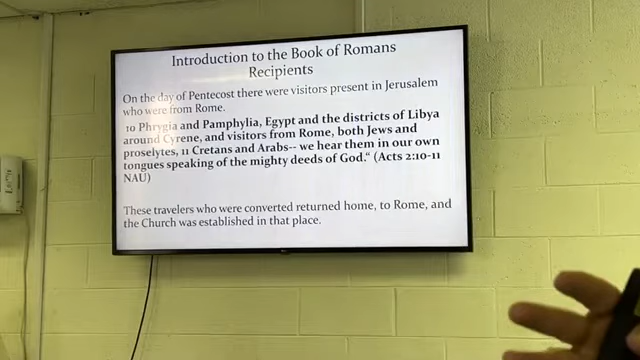 Introduction to the Book of Romans
Recipients
On the day of Pentecost there were visitors present in Jerusalem
who were from Rome.
10 Phrygia and Pamphylia, Egypt and the districts of Libya
around Cyrene, and visitors from Rome, both Jews and
proselytes, 11 Cretans and Arabs-- we hear them in our own
tongues speaking of the mighty deeds of God.“ (Acts 2:10-11
NAU)
These travelers who were converted returned home, to Rome, and
the Church was established in that place.